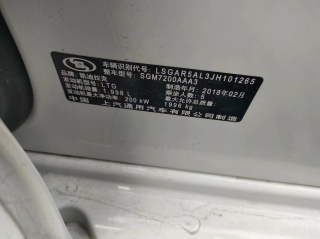 车辆识别代号: LSGAR5AL3JH101265
整车型号: SGM7200AAA3
品牌: 凯迪拉克
发动机型号: LTG 制造年月: 2018年02月
发动机排量: 1.998 L 乘坐人数: 5
发动机最大净功率: 200 kW 最大允许总质量: 1996 kg
中国 上汽通用汽车有限公司 制造